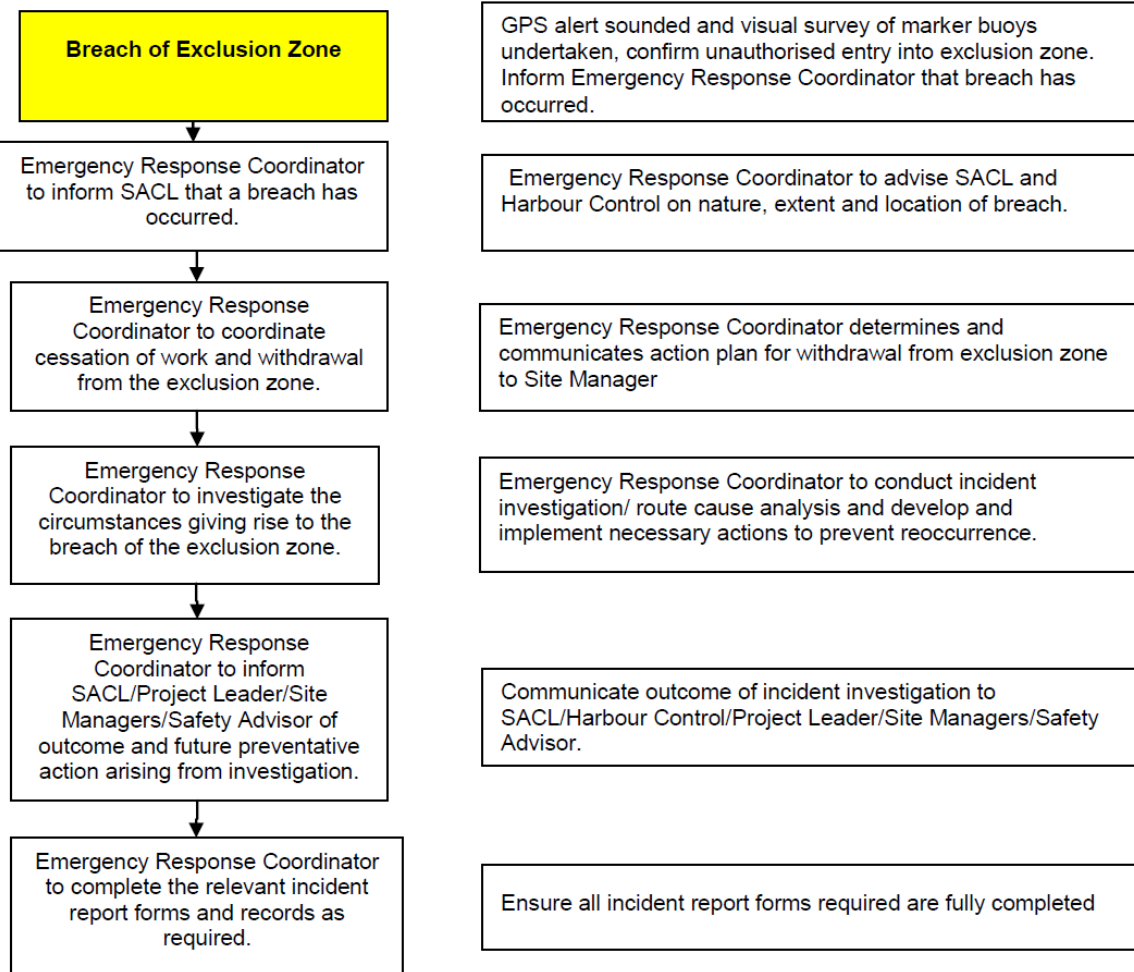 Breach of Exclusion Zone
GPS alert sounded and visual survey of marker buoys
undertaken, confirm unauthorised entry into exclusion zone.
Inform Emergency Response Coordinator that breach has
occurred.
Emergency Response Coordinator
to inform SACL that a breach has
occurred.
Emergency Response Coordinator to advise SACL and
Harbour Control on nature, extent and location of breach.
Emergency Response
Coordinator to coordinate
cessation of work and withdrawal
from the exclusion zone.
Emergency Response Coordinator determines and
communicates action plan for withdrawal from exclusion zone
to Site Manager
Emergency Response
Coordinator to investigate the
circumstances giving rise to the
breach of the exclusion zone.
Emergency Response Coordinator to conduct incident
investigation/ route cause analysis and develop and
implement necessary actions to prevent reoccurrence.
Emergency Response
Coordinator to inform
SACL/Project Leader/Site
Managers/Safety Advisor of
outcome and future preventative
action arising from investigation.
Communicate outcome of incident investigation to
SACL/Harbour Control/Project Leader/Site Managers/Safety
Advisor.
Emergency Response Coordinator
to complete the relevant incident
report forms and records as
required.
Ensure all incident report forms required are fully completed